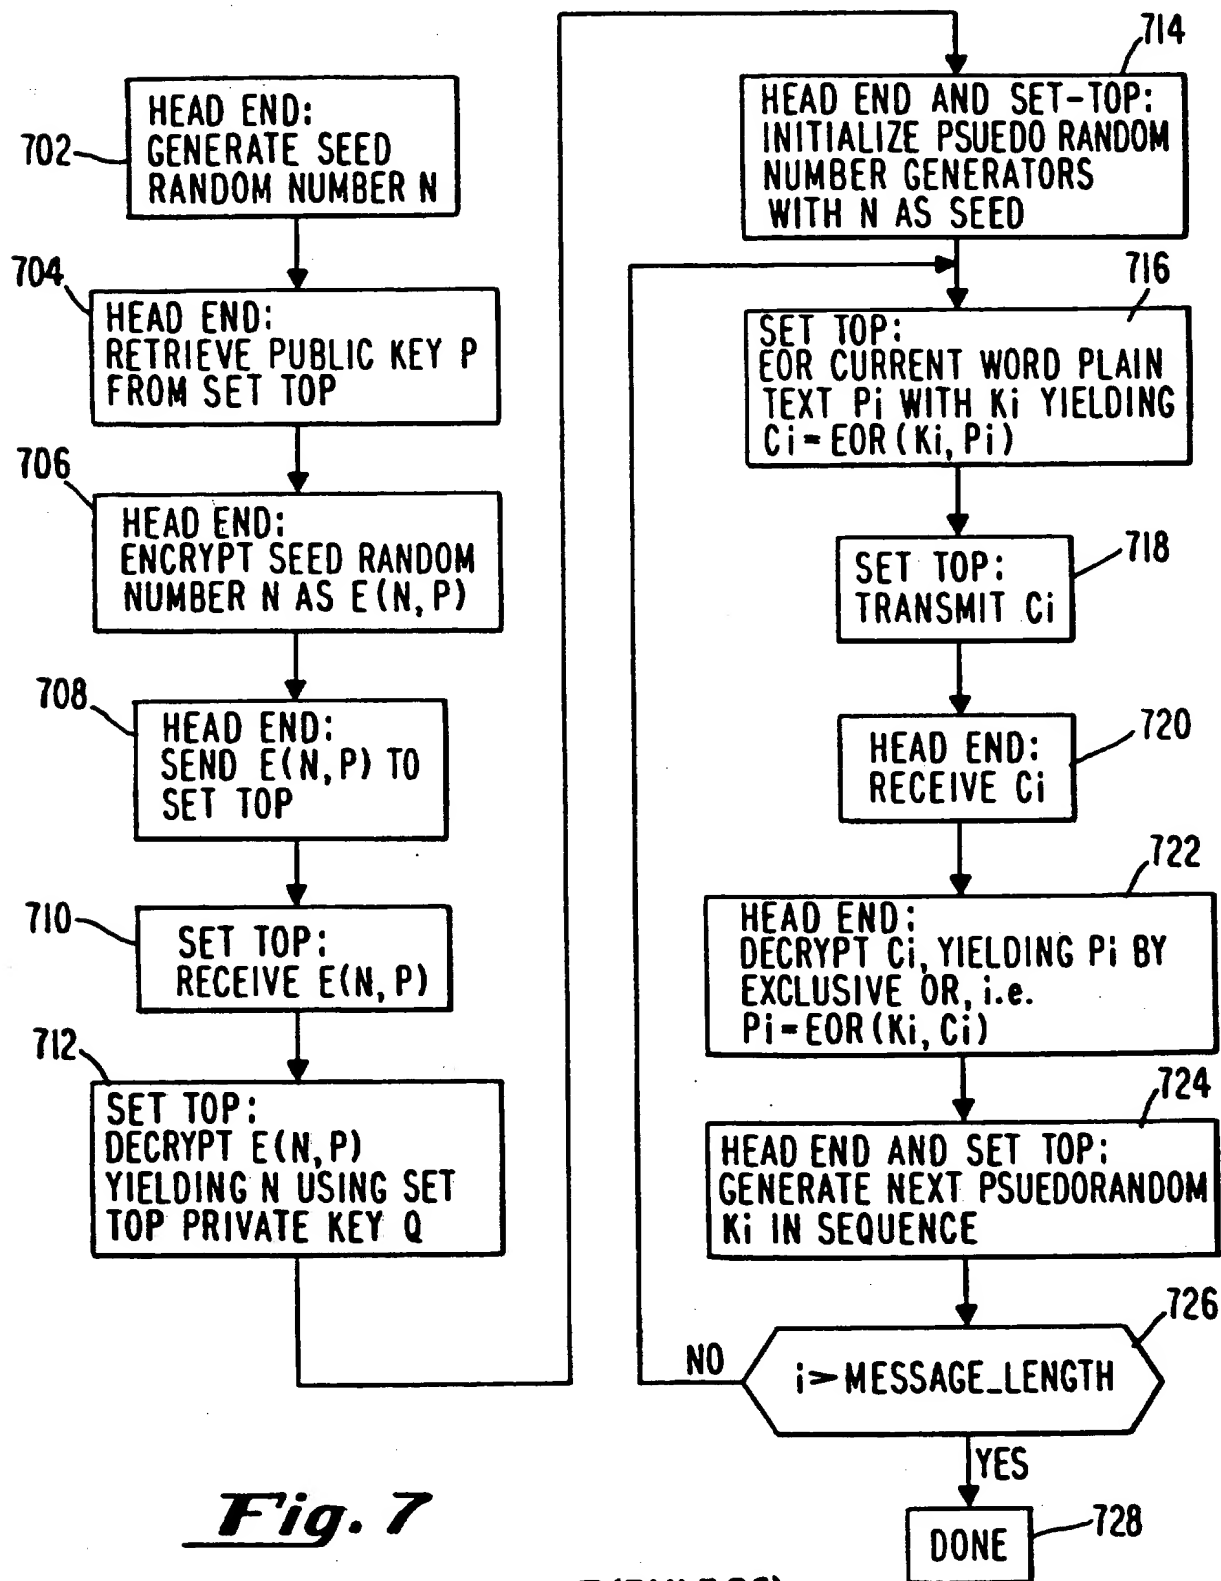 702
HEAD END:
GENERATE SEED
RANDOM NUMBER N
704
HEAD END:
RETRIEVE PUBLIC KEY P
FROM SET TOP
706
HEAD END:
ENCRYPT SEED RANDOM
NUMBER N AS E(N,P)
708
HEAD END:
SEND E(N,P) TO
SET TOP
710
SET TOP:
RECEIVE E(N,P)
712
SET TOP:
DECRYPT E(N,P)
YIELDING N USING SET
TOP PRIVATE KEY Q
714
HEAD END AND SET-TOP:
INITIALIZE PSUEDO RANDOM
NUMBER GENERATORS
WITH N AS SEED
716
SET TOP:
EOR CURRENT WORD PLAIN
TEXT Pi WITH Ki YIELDING
Ci=EOR(Ki,Pi)
718
SET TOP:
TRANSMIT Ci
720
HEAD END:
RECEIVE Ci
722
HEAD END:
DECRYPT Ci, YIELDING Pi BY
EXCLUSIVE OR, i.e.
Pi=EOR(Ki,Ci)
724
HEAD END AND SET TOP:
GENERATE NEXT PSUEDORANDOM
Ki IN SEQUENCE
726
i>MESSAGE_LENGTH
NO
YES
728
DONE
Fig. 7